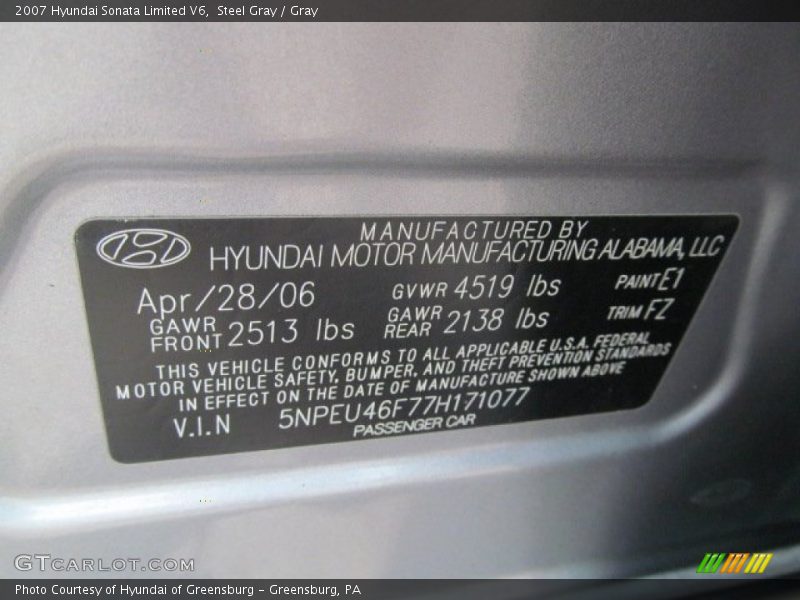 2007 Hyundai Sonata Limited V6, Steel Gray / Gray
MANUFACTURED BY
HYUNDAI MOTOR MANUFACTURING ALABAMA, LLC
Apr/28/06 GVWR 4519 lbs PAINT E1
GAWR FRONT 2513 lbs GAWR REAR 2138 lbs TRIM FZ
THIS VEHICLE CONFORMS TO ALL APPLICABLE U.S.A. FEDERAL
MOTOR VEHICLE SAFETY, BUMPER, AND THEFT PREVENTION STANDARDS
IN EFFECT ON THE DATE OF MANUFACTURE SHOWN ABOVE
V.I.N 5NPEU46F77H171077
PASSENGER CAR
GTCARLOT.COM
Photo Courtesy of Hyundai of Greensburg - Greensburg, PA